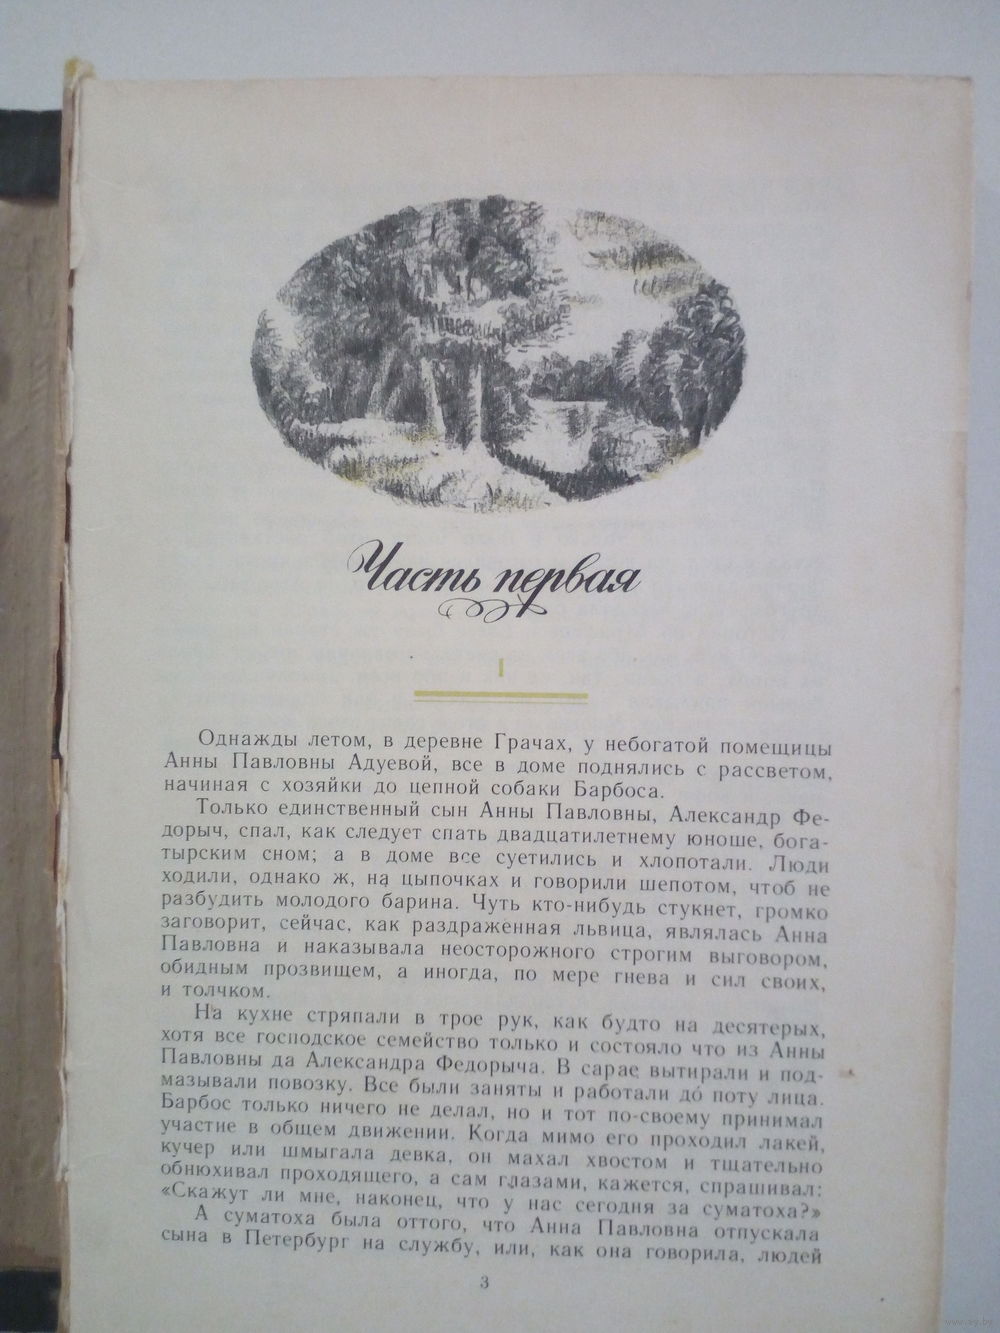 Часть первая
I
Однажды летом, в деревне Грачах, у небогатой помещицы
Анны Павловны Адуевой, все в доме поднялись с рассветом,
начиная с хозяйки до цепной собаки Барбоса.
Только единственный сын Анны Павловны, Александр Фе-
дорыч, спал, как следует спать двадцатилетнему юноше, бога-
тырским сном; а в доме все суетились и хлопотали. Люди
ходили, однако ж, на цыпочках и говорили шепотом, чтоб не
разбудить молодого барина. Чуть кто-нибудь стукнет, громко
заговорит, сейчас, как раздраженная львица, являлась Анна
Павловна и наказывала неосторожного строгим выговором,
обидным прозвищем, а иногда, по мере гнева и сил своих,
и толчком.
На кухне стряпали в трое рук, как будто на десятерых,
хотя все господское семейство только и состояло что из Анны
Павловны да Александра Федорыча. В сарае вытирали и под-
мазывали повозку. Все были заняты и работали до поту лица.
Барбос только ничего не делал, но и тот по-своему принимал
участие в общем движении. Когда мимо его проходил лакей,
кучер или шмыгала девка, он махал хвостом и тщательно
обнюхивал проходящего, а сам глазами, кажется, спрашивал:
«Скажут ли мне, наконец, что у нас сегодня за суматоха?»
А суматоха была оттого, что Анна Павловна отпускала
сына в Петербург на службу, или, как она говорила, людей
3
www.ay.by